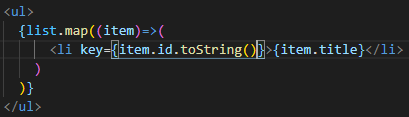 <ul>
{list.map((item)=>(
<li key={item.id.toString()}>{item.title}</li>
)
)}
</ul>